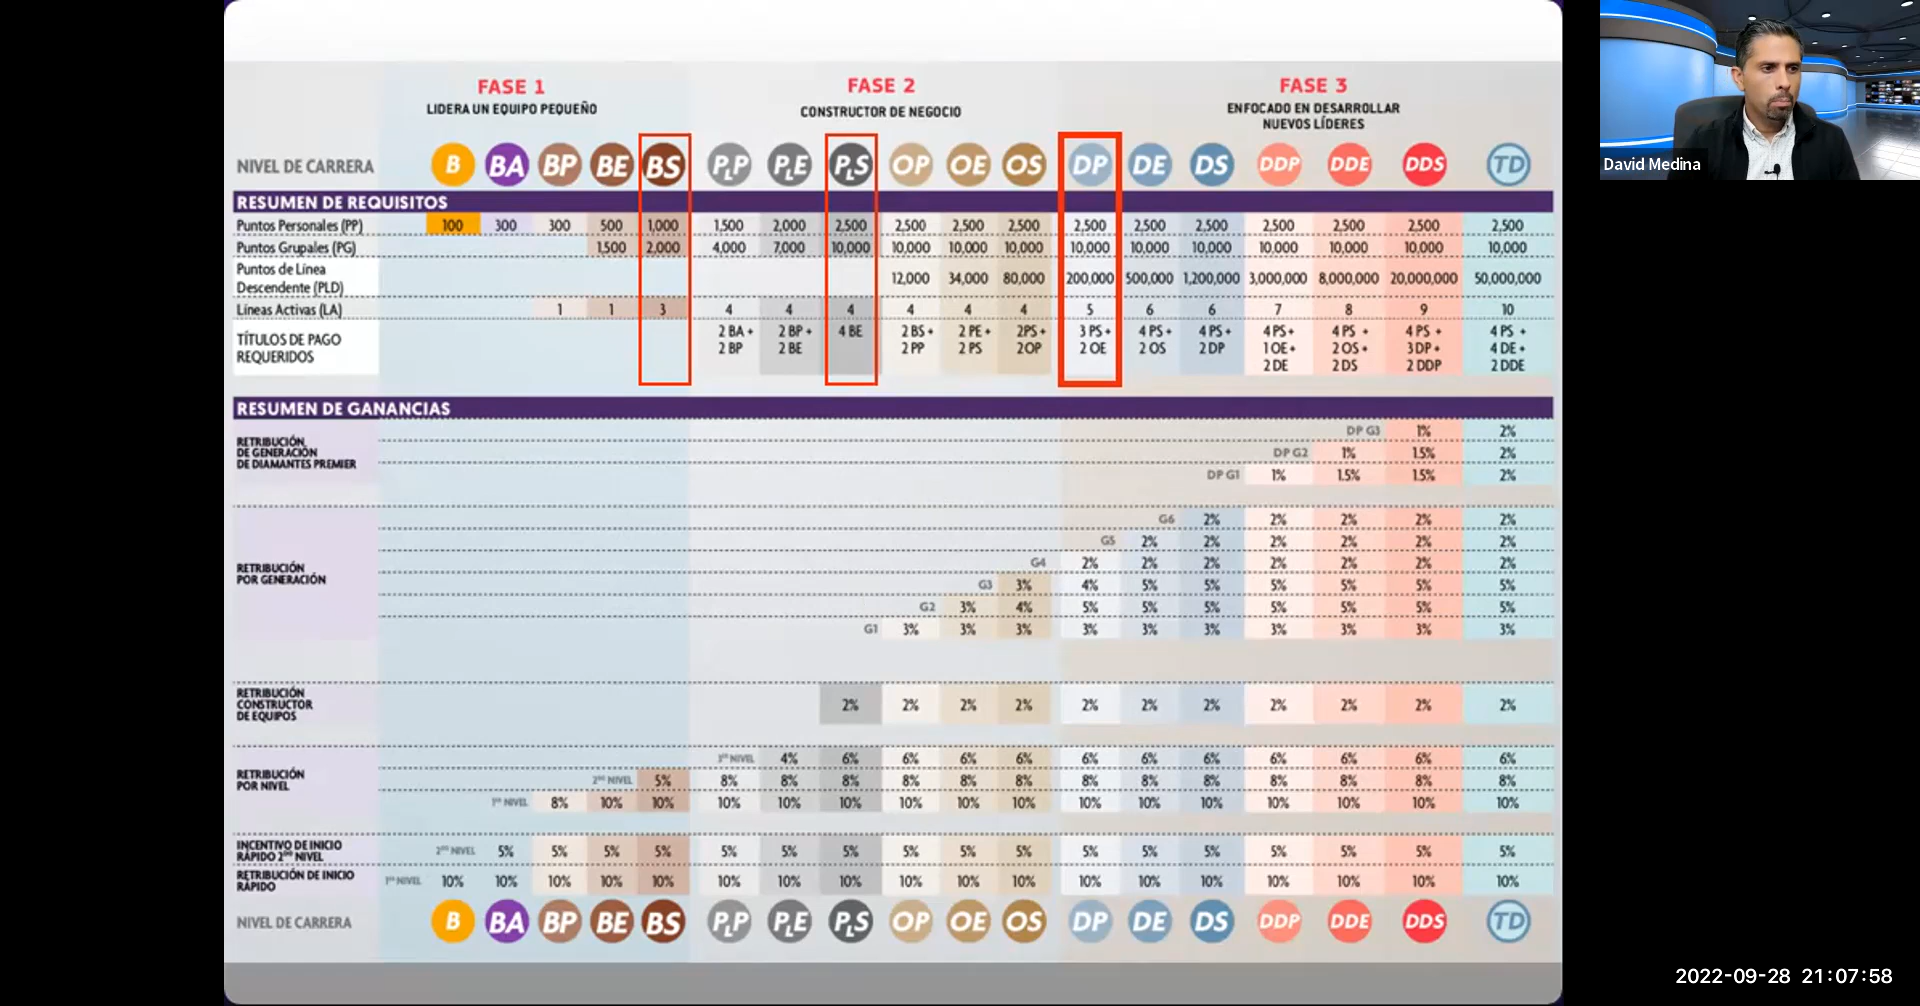 FASE 1
LIDERA UN EQUIPO PEQUEÑO
FASE 2
CONSTRUCTOR DE NEGOCIO
FASE 3
ENFOCADO EN DESARROLLAR
NUEVOS LÍDERES
NIVEL DE CARRERA B BA BP BE BS PLP PLE PLS OP OE OS DP DE DS DDP DDE DDS TD
RESUMEN DE REQUISITOS
Puntos Personales (PP) 100 300 300 500 1,000 1,500 2,000 2,500 2,500 2,500 2,500 2,500 2,500 2,500 2,500 2,500 2,500 2,500
Puntos Grupales (PG) 1,500 2,000 4,000 7,000 10,000 10,000 10,000 10,000 10,000 10,000 10,000 10,000 10,000 10,000 10,000
Puntos de Línea
Descendente (PLD) 12,000 34,000 80,000 200,000 500,000 1,200,000 3,000,000 8,000,000 20,000,000 50,000,000
Líneas Activas (LA) 1 1 3 4 4 4 4 4 4 5 6 6 7 8 9 10
TÍTULOS DE PAGO
REQUERIDOS
2 BA + 2 BP + 4 BE 2 BS + 2 PE + 2PS + 3 PS + 4 PS + 4 PS + 4 PS + 4 PS + 4 PS + 4 PS +
2 BP 2 BE 2 PP 2 PS 2OP 2 OE 2 OS 2 DP 1 OE + 2 OS + 3 DP + 4 DE +
2 DE 2 DS 2 DDP 2 DDE
RESUMEN DE GANANCIAS
RETRIBUCIÓN
DE GENERACIÓN
DE DIAMANTES PREMIER
DP G3 1% 2%
DP G2 1% 1.5% 2%
DP G1 1% 1.5% 1.5% 2%
RETRIBUCIÓN
POR GENERACIÓN
G6 2% 2% 2% 2% 2%
G5 2% 2% 2% 2% 2% 2%
G4 2% 2% 2% 2% 2% 2% 2%
G3 3% 4% 5% 5% 5% 5% 5% 5%
G2 3% 4% 5% 5% 5% 5% 5% 5% 5%
G1 3% 3% 3% 3% 3% 3% 3% 3% 3% 3%
RETRIBUCIÓN
CONSTRUCTOR
DE EQUIPOS
2% 2% 2% 2% 2% 2% 2% 2% 2% 2% 2%
RETRIBUCIÓN
POR NIVEL
3ER NIVEL 4% 6% 6% 6% 6% 6% 6% 6% 6% 6% 6% 6%
2DO NIVEL 5% 8% 8% 8% 8% 8% 8% 8% 8% 8% 8% 8% 8% 8%
1ER NIVEL 8% 10% 10% 10% 10% 10% 10% 10% 10% 10% 10% 10% 10% 10% 10% 10%
INCENTIVO DE INICIO
RÁPIDO 2DO NIVEL
2DO NIVEL 5% 5% 5% 5% 5% 5% 5% 5% 5% 5% 5% 5% 5% 5% 5% 5% 5%
RETRIBUCIÓN DE INICIO
RÁPIDO
1ER NIVEL 10% 10% 10% 10% 10% 10% 10% 10% 10% 10% 10% 10% 10% 10% 10% 10% 10% 10%
NIVEL DE CARRERA B BA BP BE BS PLP PLE PLS OP OE OS DP DE DS DDP DDE DDS TD
David Medina
2022-09-28 21:07:58